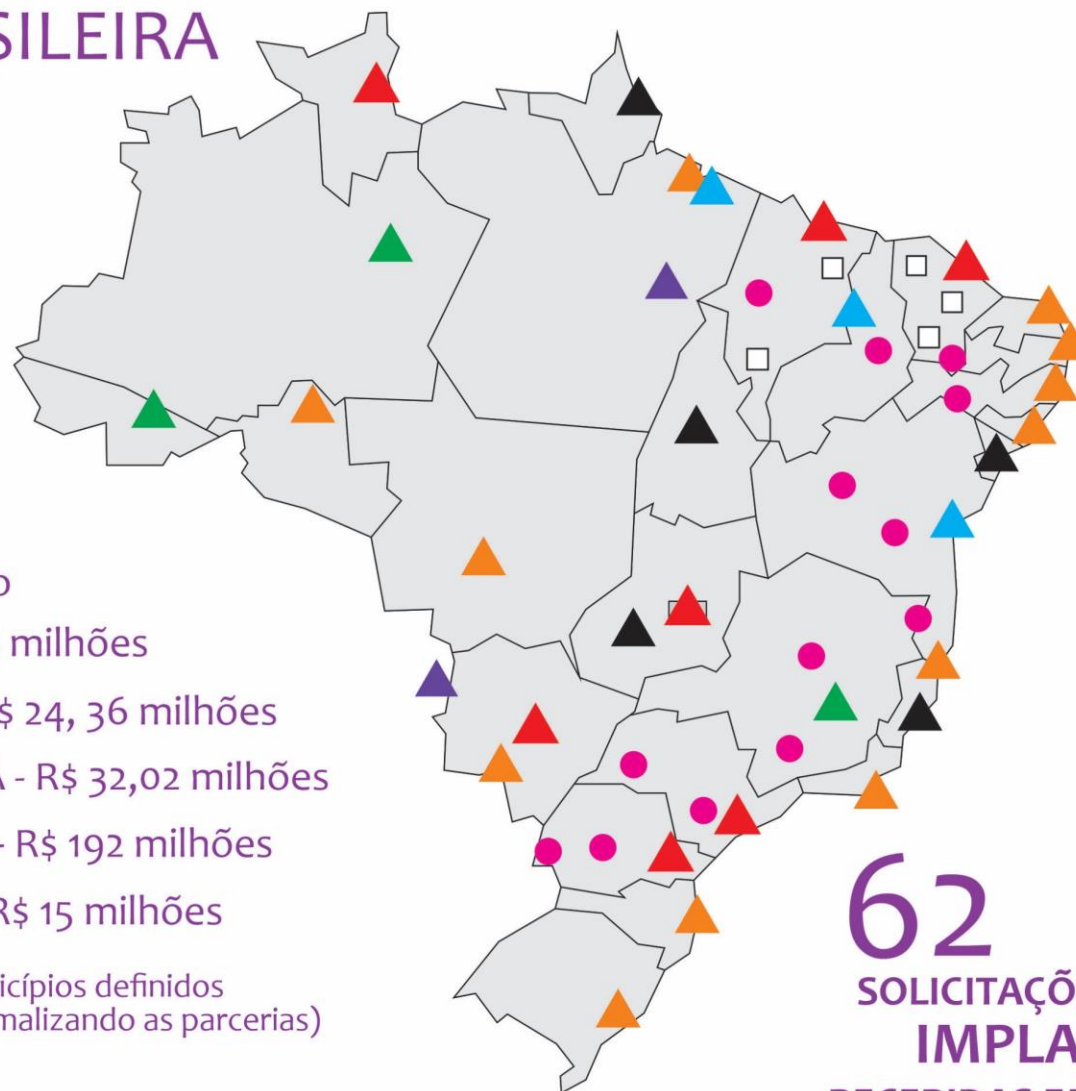 SILEIRA
milhões
$ 24, 36 milhões
- R$ 32,02 milhões
- R$ 192 milhões
R$ 15 milhões
icípios definidos
malizando as parcerias)
62
SOLICITAÇÕ
IMPLA